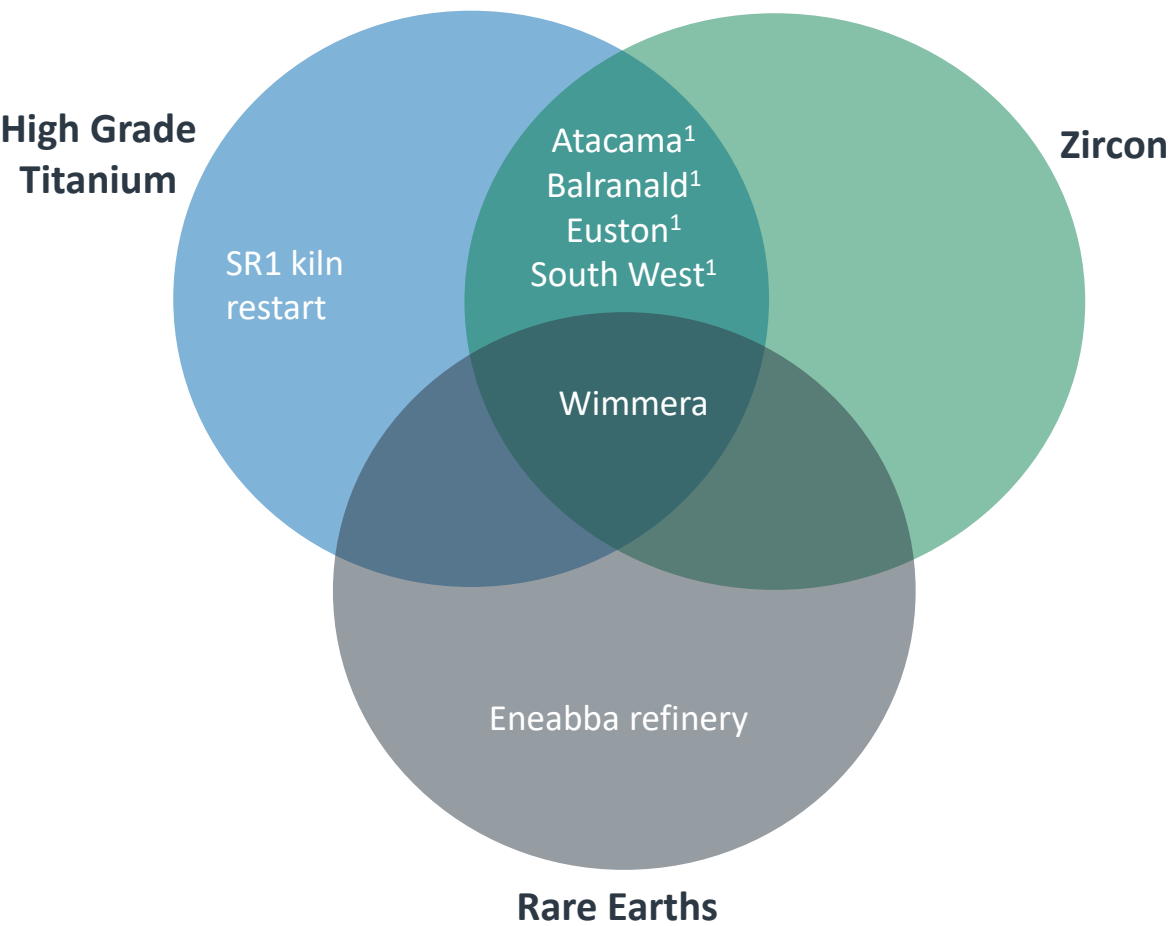 High Grade
Titanium
Zircon
Atacama¹
Balranald¹
Euston¹
South West¹
SR1 kiln
restart
Wimmera
Eneabba refinery
Rare Earths